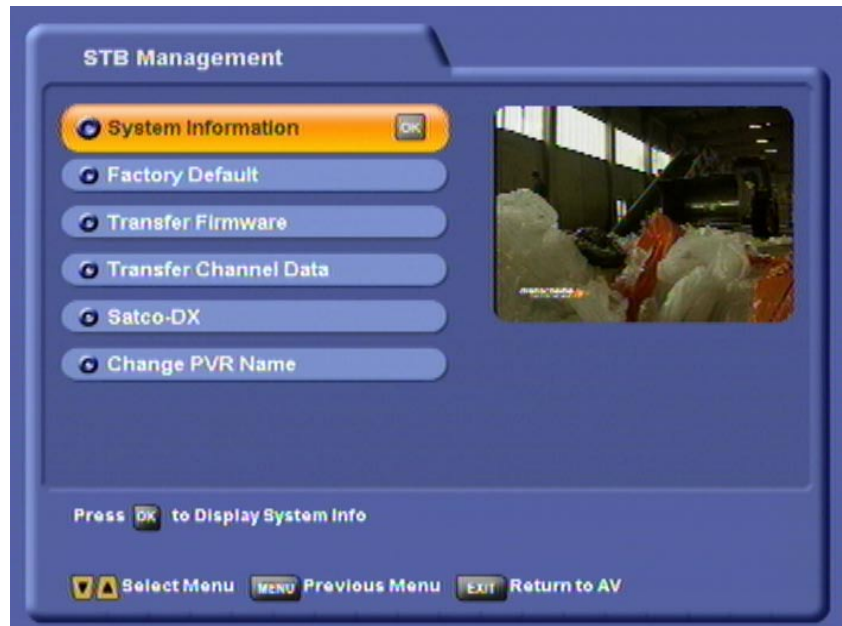 STB Management
System Information OK
Factory Default
Transfer Firmware
Transfer Channel Data
Satco-DX
Change PVR Name
Press OK to Display System Info
Select Menu MENU Previous Menu EXIT Return to AV